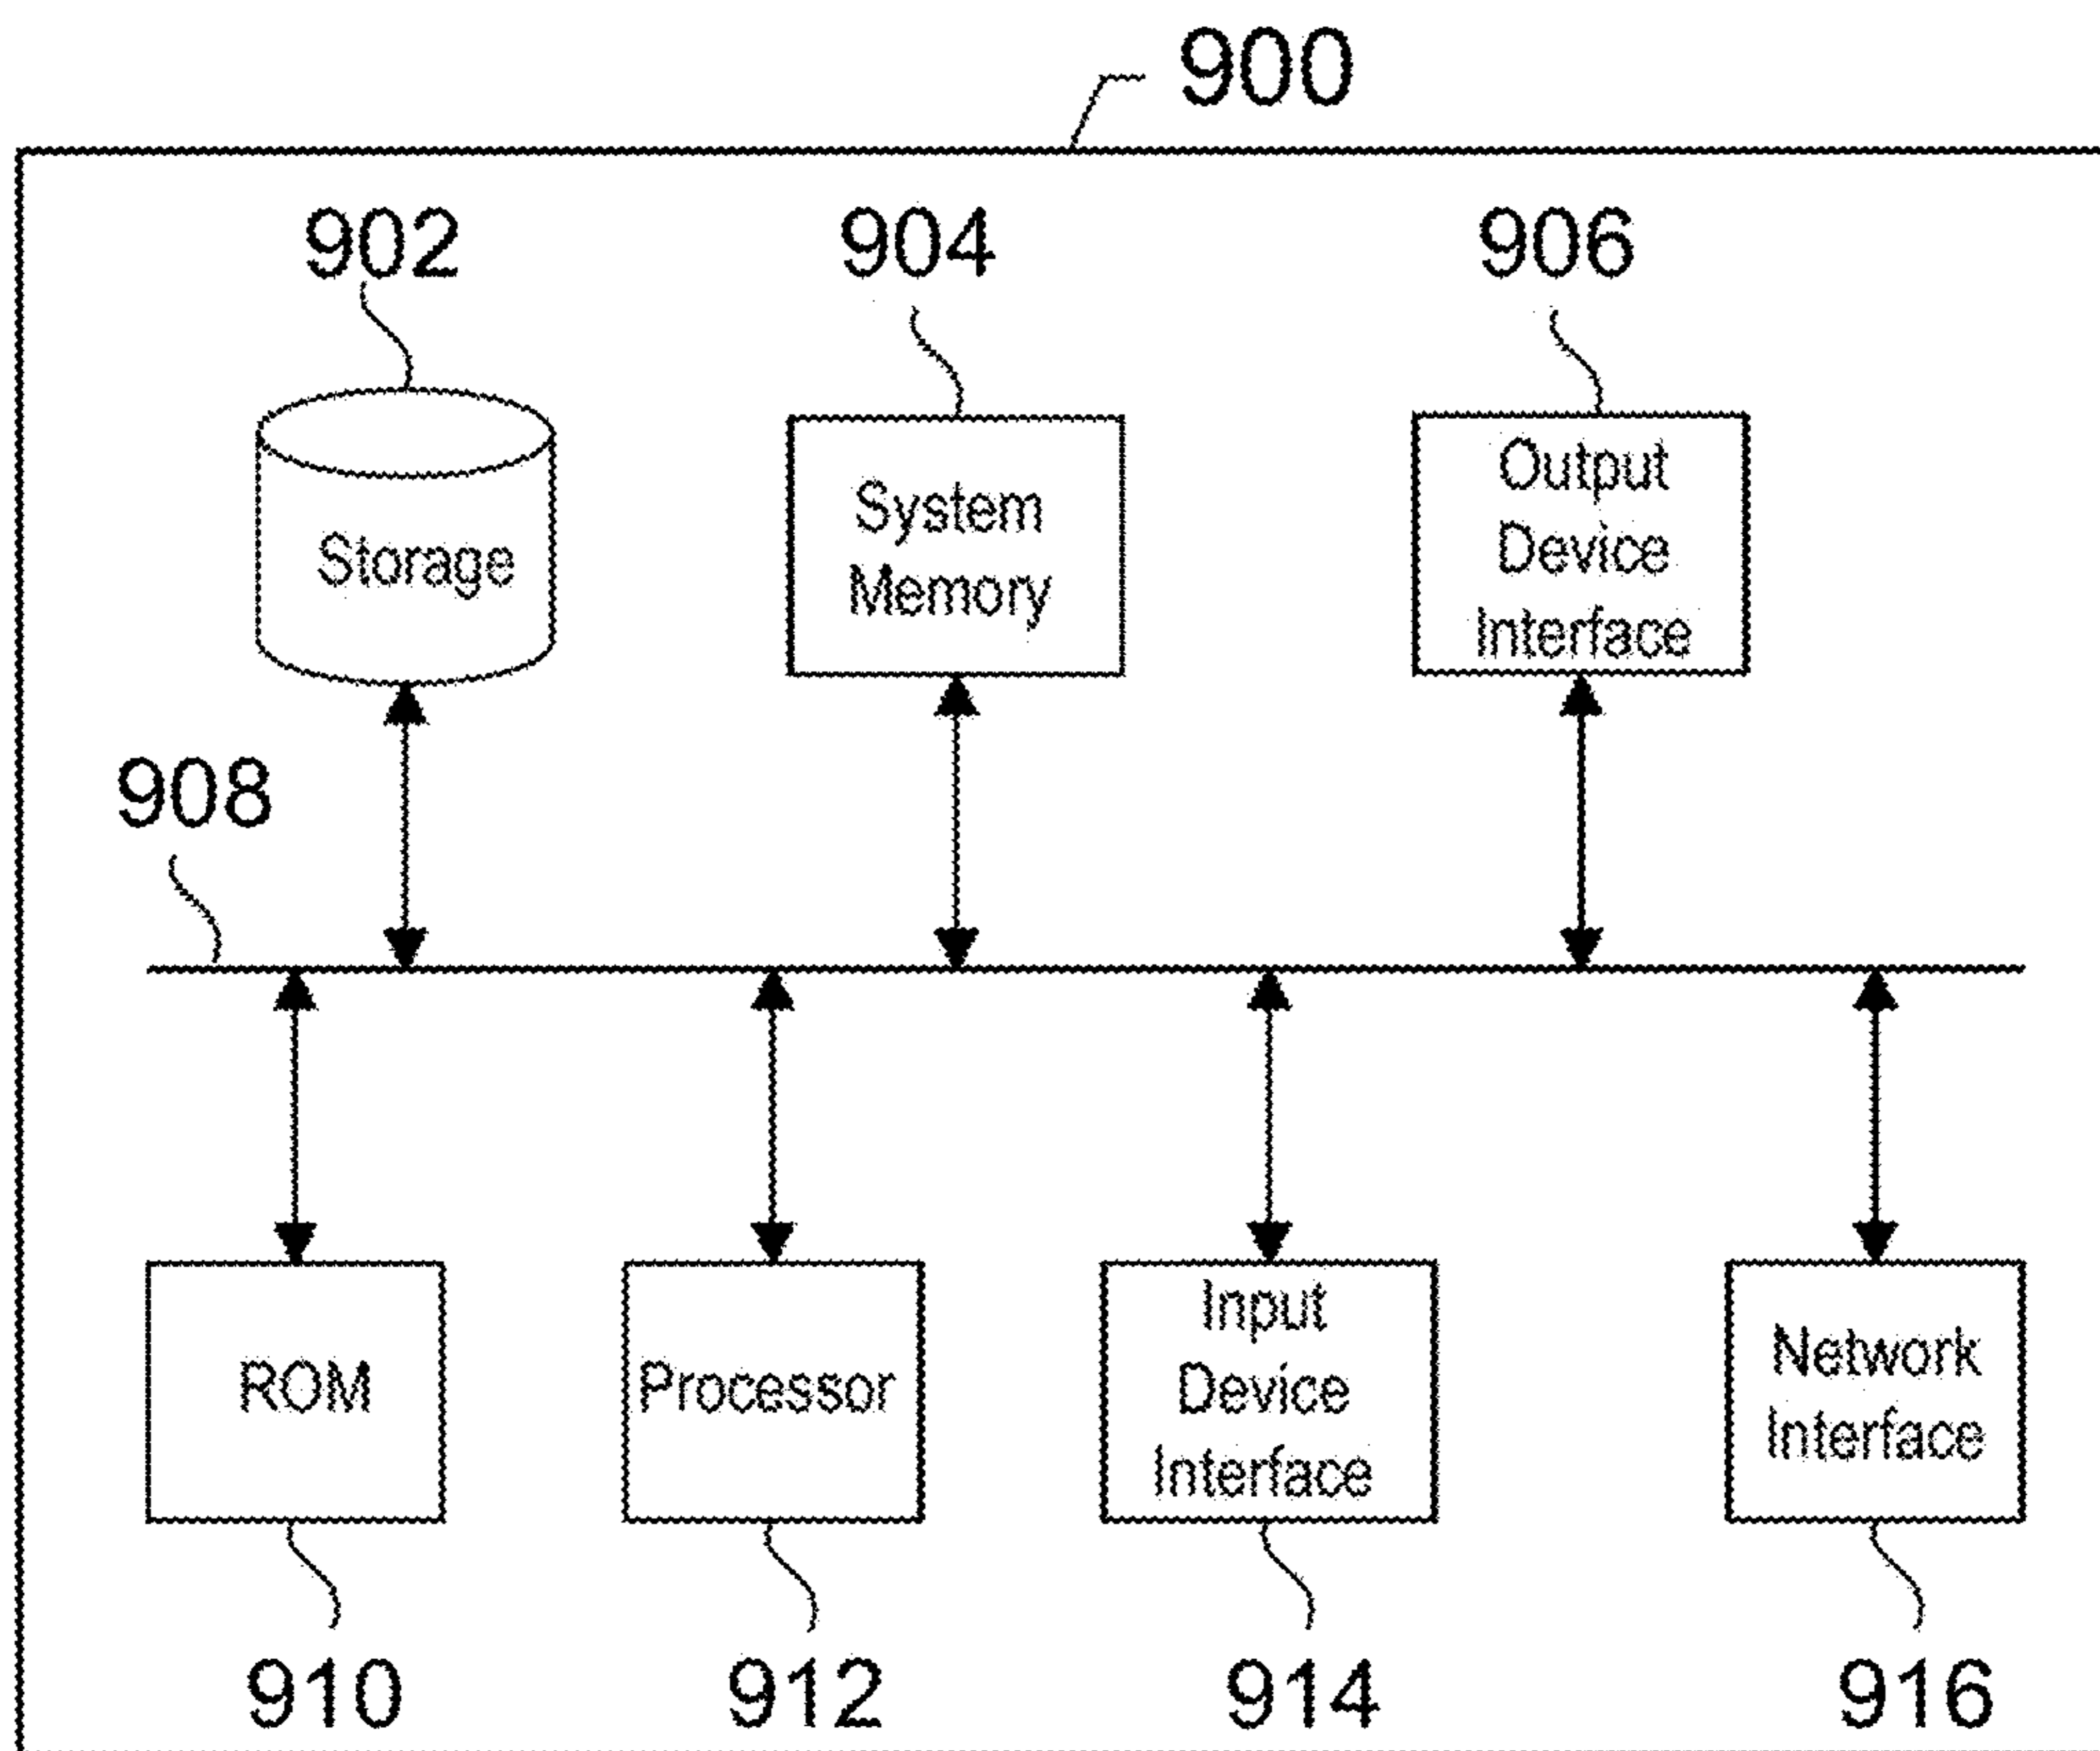 900
902
904
906
Storage
System
Memory
Output
Device
Interface
908
ROM
Processor
Input
Device
Interface
Network
Interface
910
912
914
916